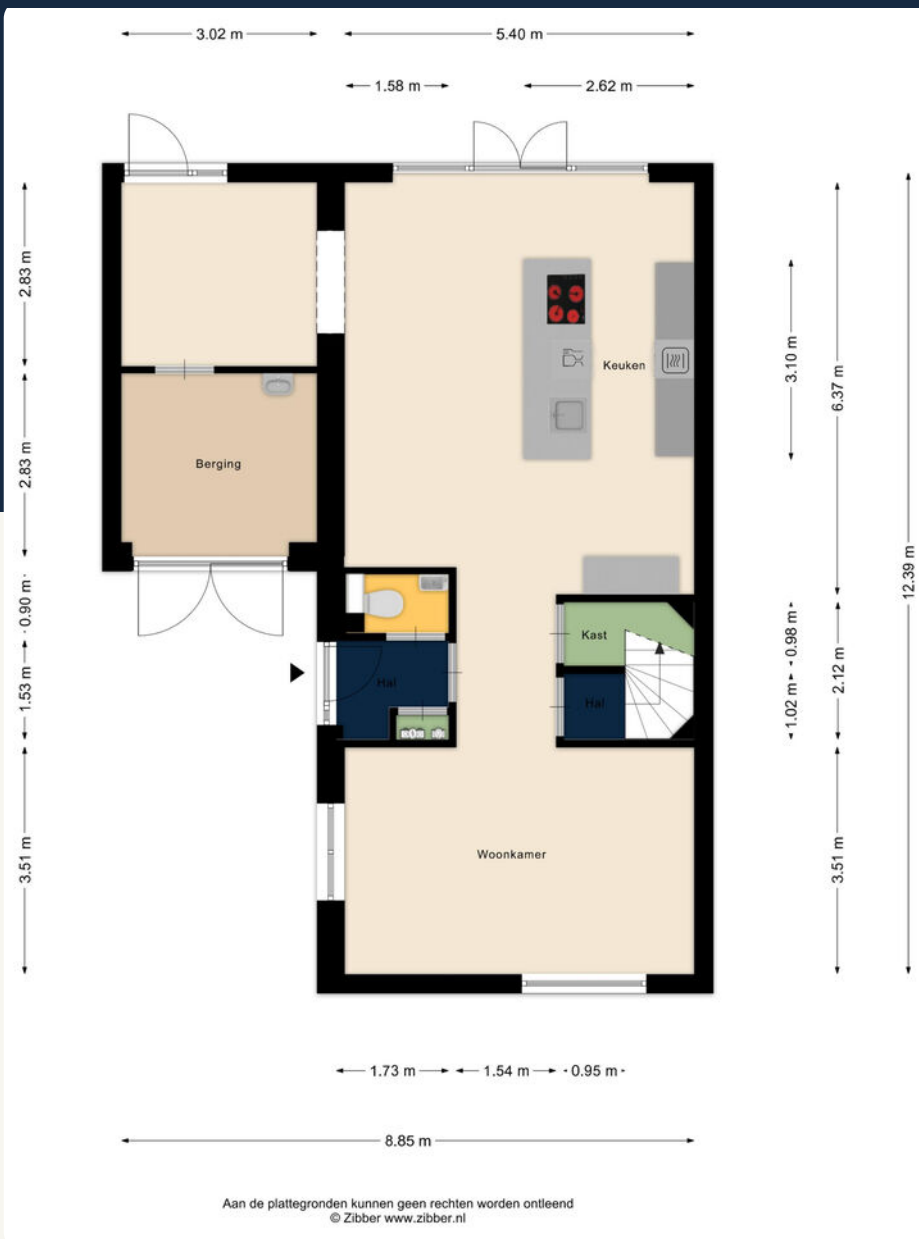 3.02 m
5.40 m
1.58 m
2.62 m
2.83 m
3.10 m
Keuken
6.37 m
2.83 m
Berging
12.39 m
0.90 m
0.98 m
Kast
2.12 m
1.53 m
Hal
Hal
1.02 m
3.51 m
Woonkamer
3.51 m
1.73 m
1.54 m
0.95 m
8.85 m
Aan de plattegronden kunnen geen rechten worden ontleend
© Zibber www.zibber.nl